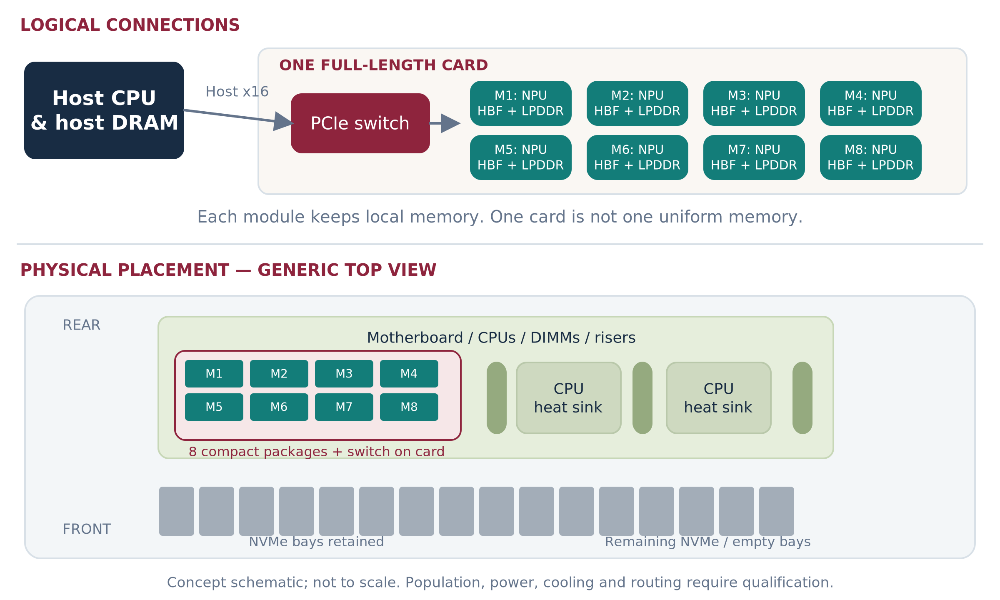 LOGICAL CONNECTIONS
ONE FULL-LENGTH CARD
Host CPU
& host DRAM
Host x16
PCIe switch
M1: NPU
HBF + LPDDR
M2: NPU
HBF + LPDDR
M3: NPU
HBF + LPDDR
M4: NPU
HBF + LPDDR
M5: NPU
HBF + LPDDR
M6: NPU
HBF + LPDDR
M7: NPU
HBF + LPDDR
M8: NPU
HBF + LPDDR
Each module keeps local memory. One card is not one uniform memory.
PHYSICAL PLACEMENT — GENERIC TOP VIEW
REAR
Motherboard / CPUs / DIMMs / risers
M1
M2
M3
M4
M5
M6
M7
M8
CPU
heat sink
CPU
heat sink
8 compact packages + switch on card
FRONT
NVMe bays retained
Remaining NVMe / empty bays
Concept schematic; not to scale. Population, power, cooling and routing require qualification.